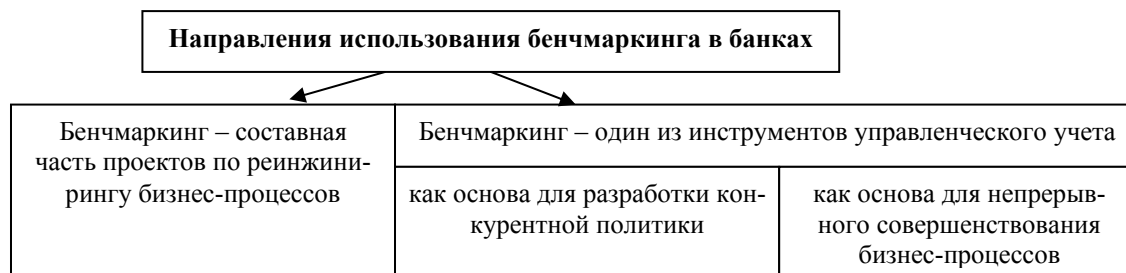 Направления использования бенчмаркинга в банках
Бенчмаркинг – составная
часть проектов по реинжини-
рингу бизнес-процессов
Бенчмаркинг – один из инструментов управленческого учета
как основа для разработки кон-
курентной политики
как основа для непрерыв-
ного совершенствования
бизнес-процессов